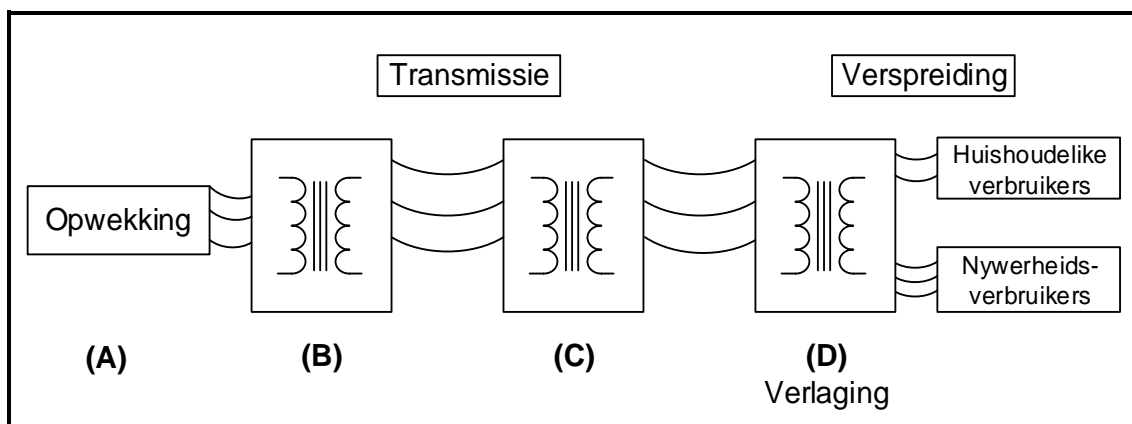 Transmissie
Verspreiding
Opwekking
Huishoudelike
verbruikers
Nywerheids-
verbruikers
(A)
(B)
(C)
(D)
Verlaging